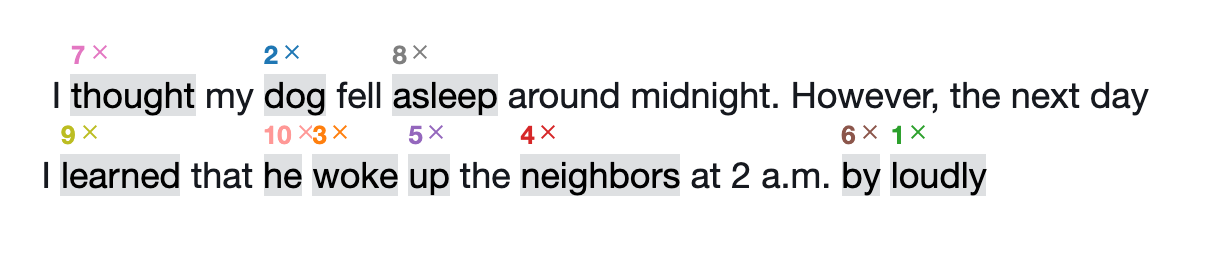 7 × 2 × 8 ×
I thought my dog fell asleep around midnight. However, the next day
9 × 10 × 3 × 5 × 4 × 6 × 1 ×
I learned that he woke up the neighbors at 2 a.m. by loudly